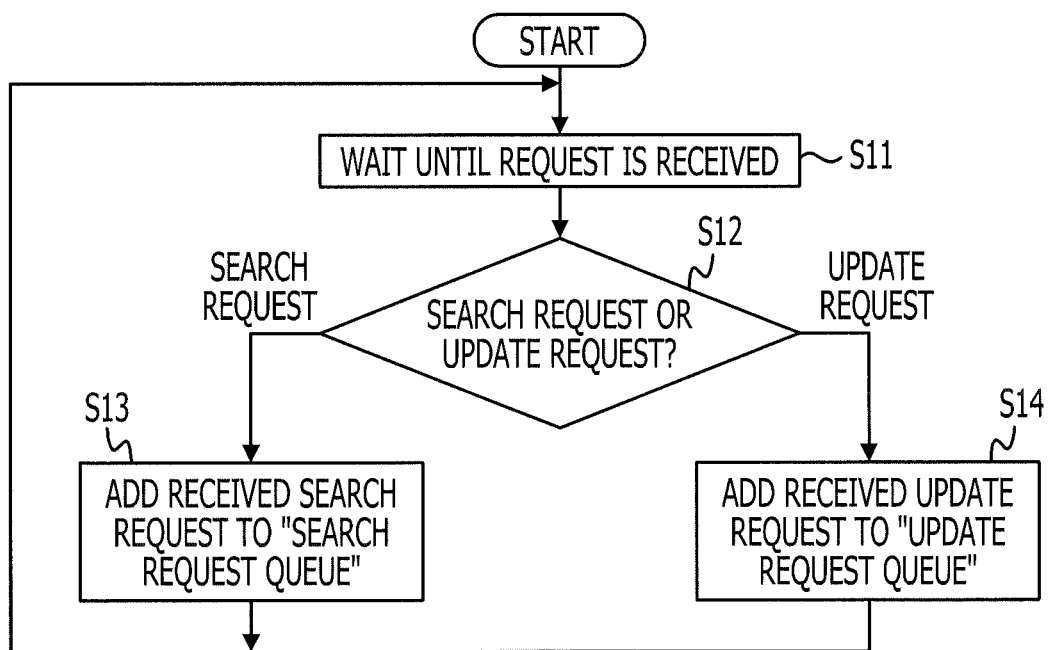 START
WAIT UNTIL REQUEST IS RECEIVED
S11
S12
SEARCH
REQUEST
UPDATE
REQUEST
SEARCH REQUEST OR
UPDATE REQUEST?
S13
S14
ADD RECEIVED SEARCH
REQUEST TO "SEARCH
REQUEST QUEUE"
ADD RECEIVED UPDATE
REQUEST TO "UPDATE
REQUEST QUEUE"